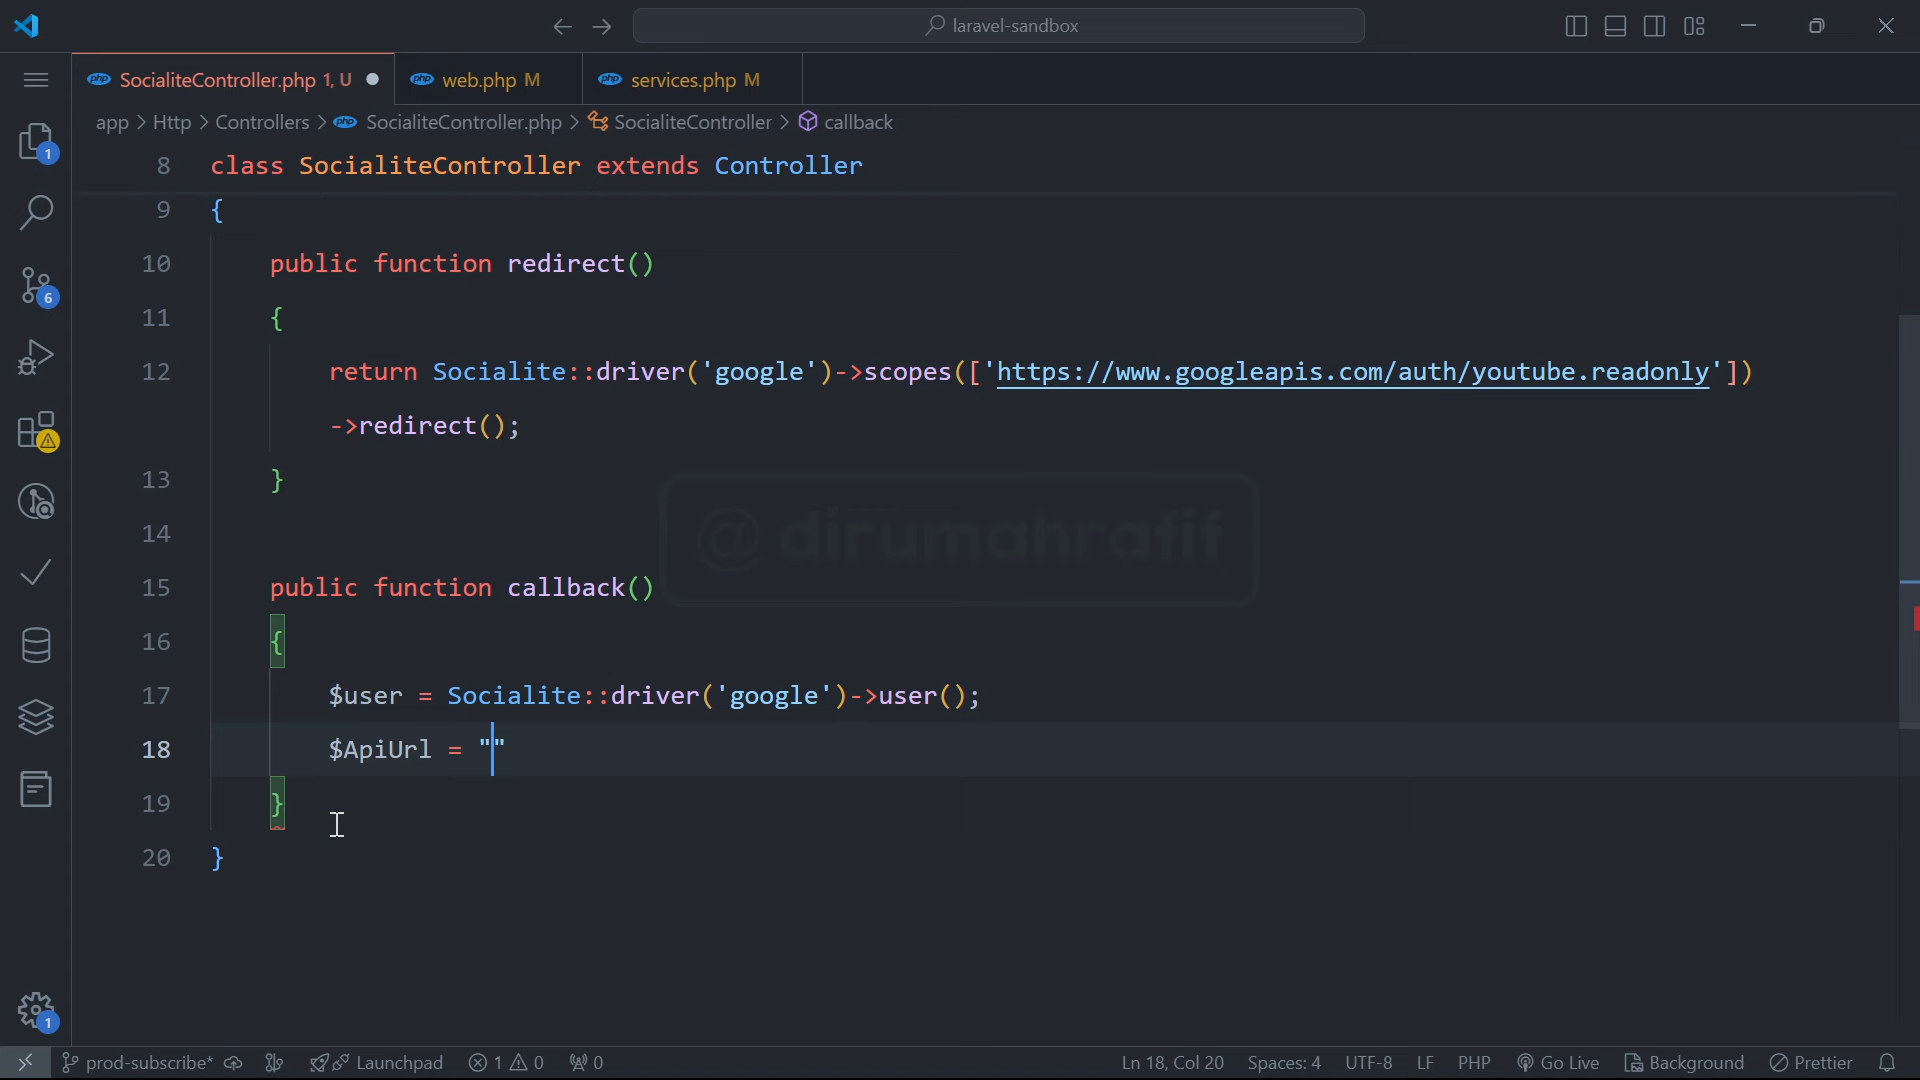 laravel-sandbox
SocialiteController.php 1, U
web.php M
services.php M
app > Http > Controllers > SocialiteController.php > SocialiteController > callback
8 class SocialiteController extends Controller
9 {
10 public function redirect()
11 {
12 return Socialite::driver('google')->scopes(['https://www.googleapis.com/auth/youtube.readonly'])
->redirect();
13 }
14
@dirumahrafif
15 public function callback()
16 {
17 $user = Socialite::driver('google')->user();
18 $ApiUrl = ""
19 }
20 }
1
6
1
prod-subscribe* Launchpad 1 0 0 Ln 18, Col 20 Spaces: 4 UTF-8 LF PHP Go Live Background Prettier